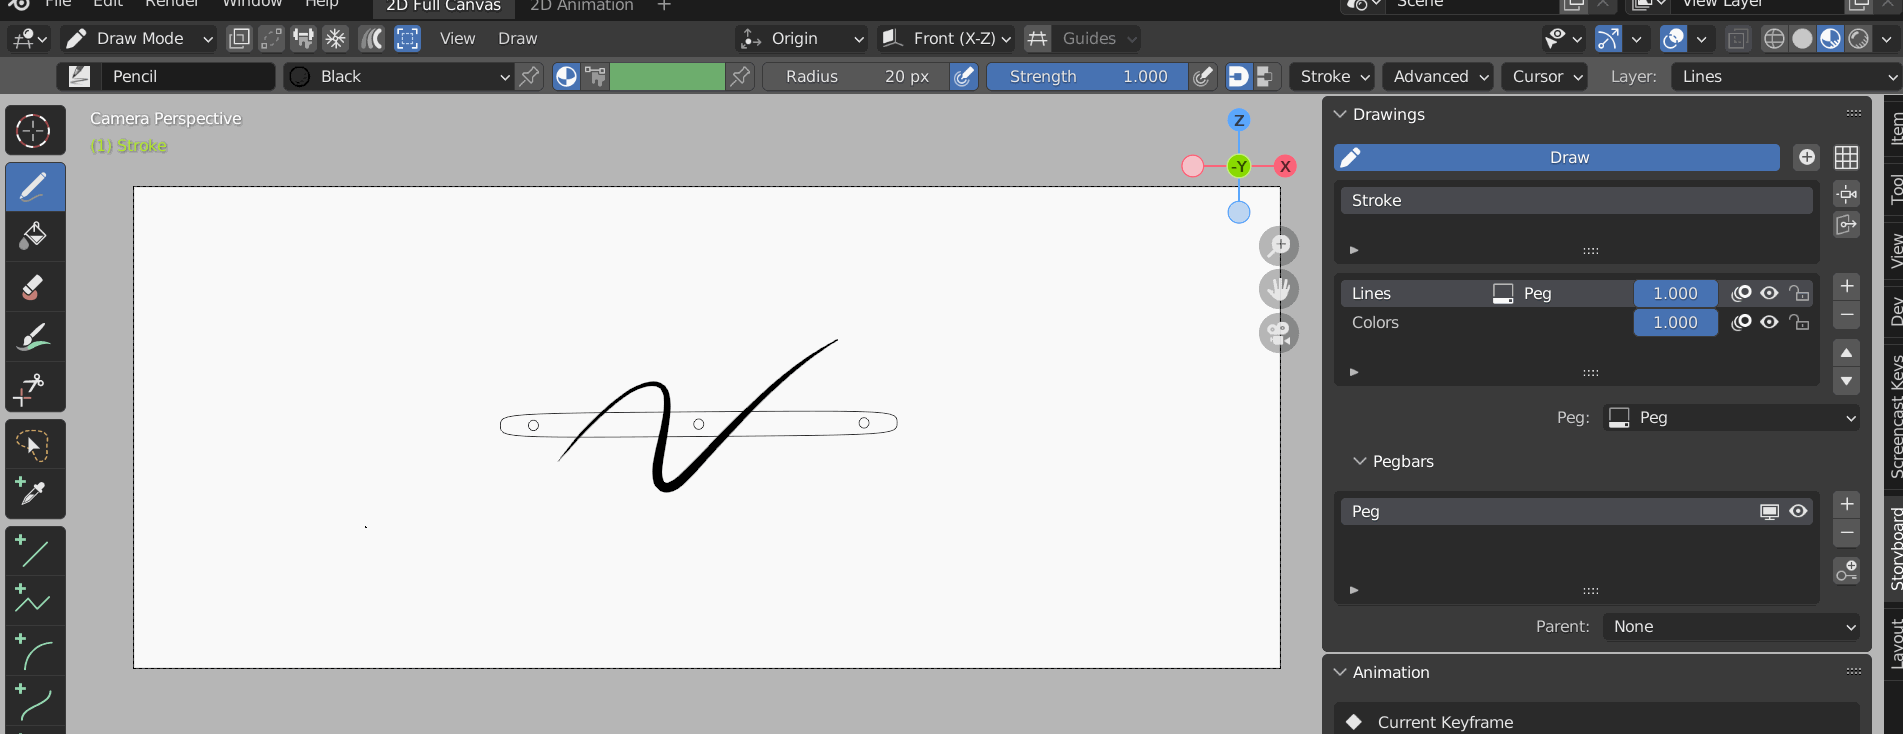 File Edit Render Window Help 2D Full Canvas 2D Animation + Scene View Layer
Draw Mode View Draw Origin Front (X-Z) Guides
Pencil Black Radius 20 px Strength 1.000 Stroke Advanced Cursor Layer: Lines
Camera Perspective
(1) Stroke
Z
-Y X
Drawings
Draw
Stroke
Lines Peg 1.000
Colors 1.000
Peg: Peg
Pegbars
Peg
Parent: None
Animation
Current Keyframe
Item
Tool
View
Dev
Screencast Keys
Storyboard
Layout